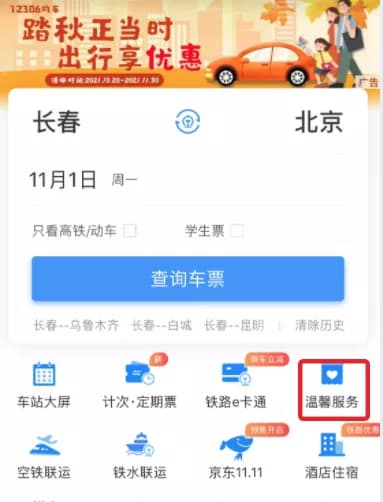 12306约车
踏秋正当时
出行享优惠
活动时间:2021/10.20-2021/11.30
广告
长春 北京
11月1日 周一
只看高铁/动车 学生票
查询车票
长春--乌鲁木齐 长春--白城 长春--昆明 清除历史
新 乘车立减
车站大屏 计次·定期票 铁路e卡通 温馨服务
预售开启 铁路优惠
空铁联运 铁水联运 京东11.11 酒店住宿